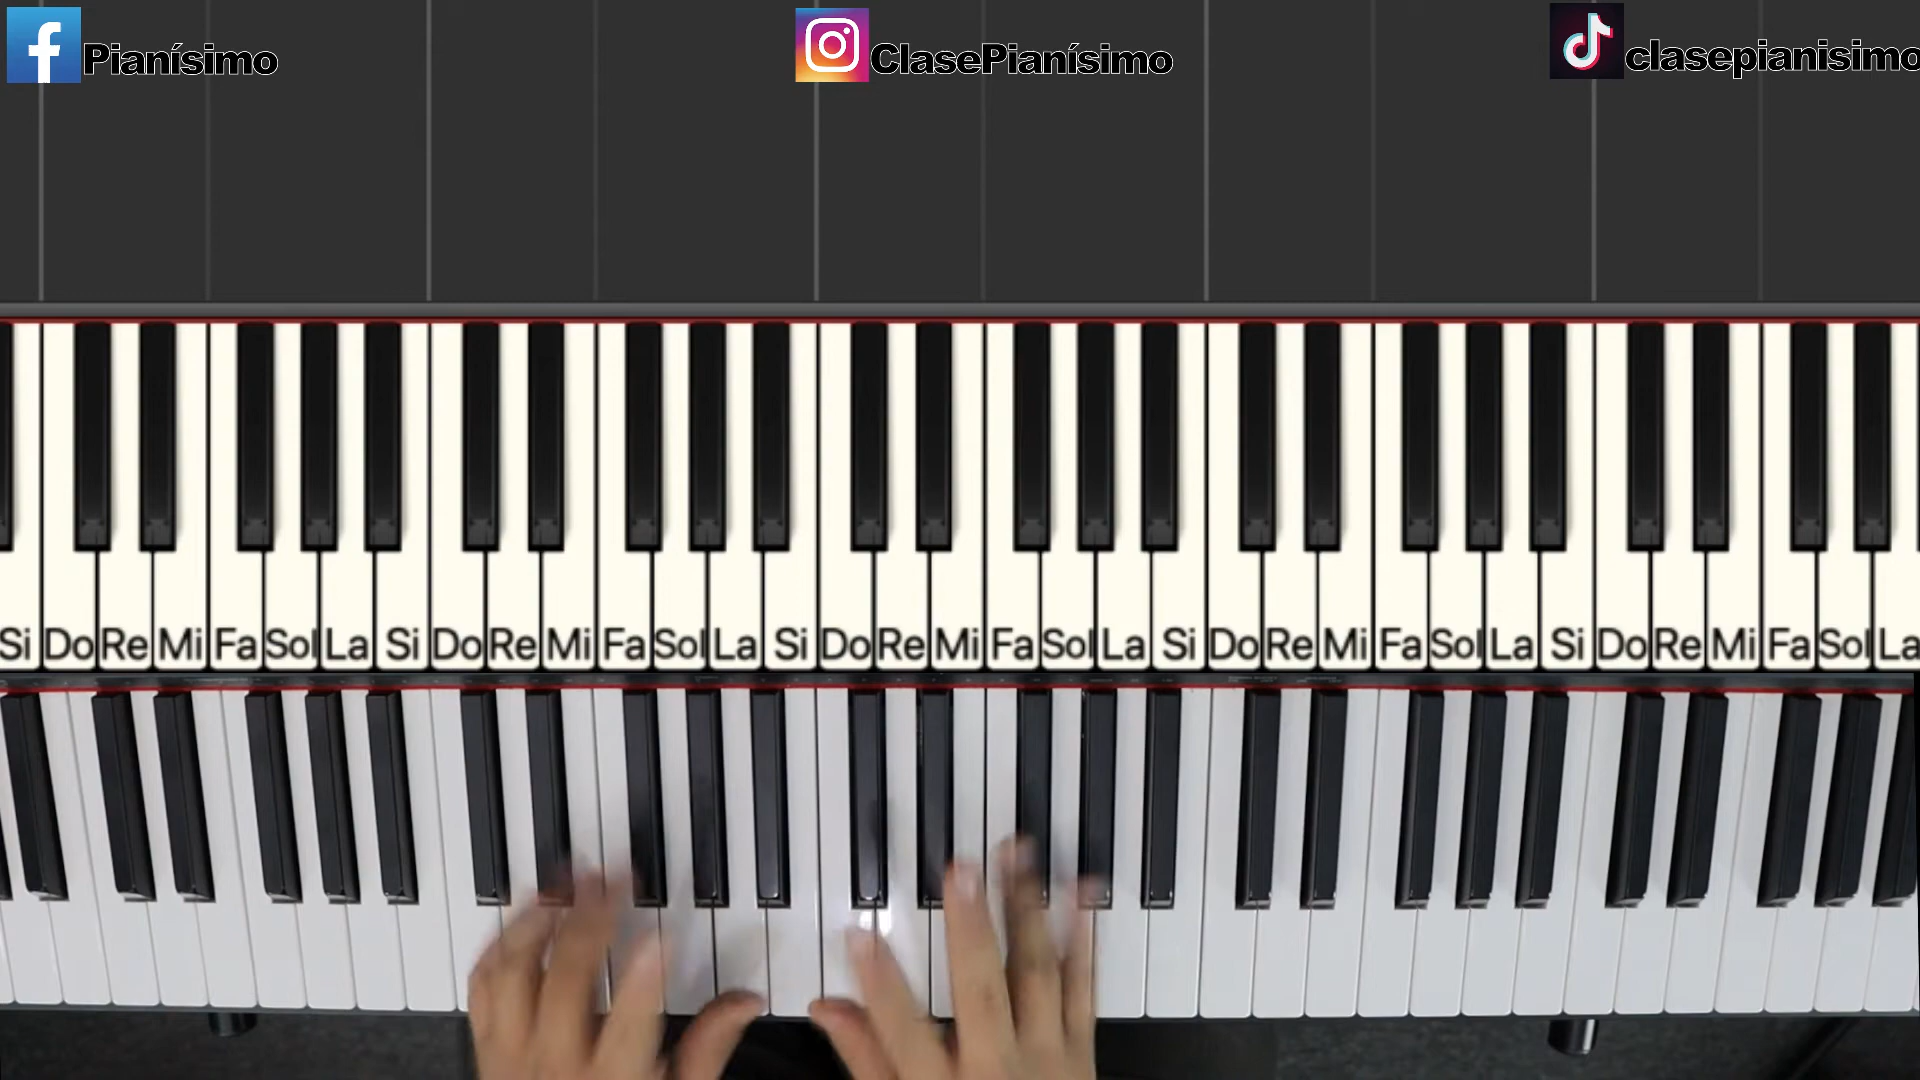 Pianísimo
ClasePianísimo
clasepianisimo
Si Do Re Mi Fa Sol La Si Do Re Mi Fa Sol La Si Do Re Mi Fa Sol La Si Do Re Mi Fa Sol La Si Do Re Mi Fa Sol La